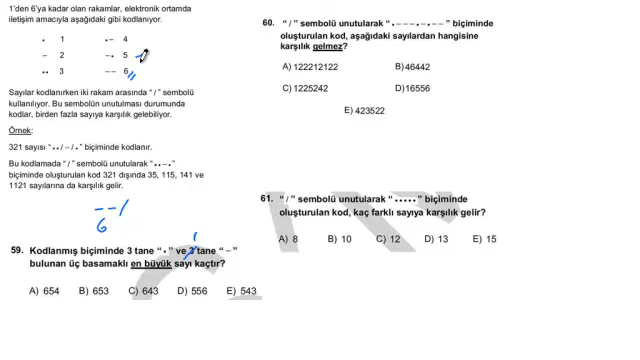 1'den 6'ya kadar olan rakamlar, elektronik ortamda
iletişim amacıyla aşağıdaki gibi kodlanıyor.
• 1 •– 4
– 2 –• 5
•• 3 –– 6
Sayılar kodlanırken iki rakam arasında “ / ” sembolü
kullanılıyor. Bu sembolün unutulması durumunda
kodlar, birden fazla sayıya karşılık gelebiliyor.
Örnek:
321 sayısı “ •• / – / • ” biçiminde kodlanır.
Bu kodlamada “ / ” sembolü unutularak “ •• – • ”
biçiminde oluşturulan kod 321 dışında 35, 115, 141 ve
1121 sayılarına da karşılık gelir.
– – /
6
1
59. Kodlanmış biçiminde 3 tane “ • ” ve 3 tane “ – ”
bulunan üç basamaklı en büyük sayı kaçtır?
A) 654 B) 653 C) 643 D) 556 E) 543
60. “ / ” sembolü unutularak “ • – – – • – • – – ” biçiminde
oluşturulan kod, aşağıdaki sayılardan hangisine
karşılık gelmez?
A) 122212122 B) 46442
C) 1225242 D) 16556
E) 423522
61. “ / ” sembolü unutularak “ • • • • • ” biçiminde
oluşturulan kod, kaç farklı sayıya karşılık gelir?
A) 8 B) 10 C) 12 D) 13 E) 15